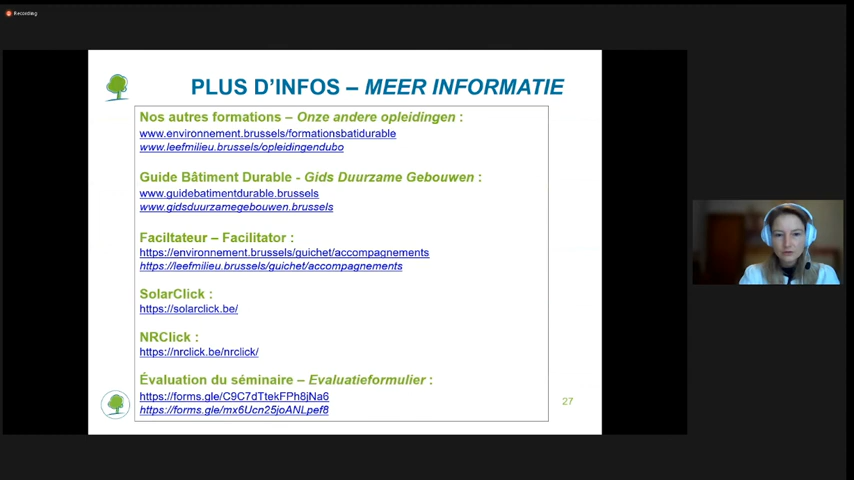 Recording
PLUS D'INFOS – MEER INFORMATIE
Nos autres formations – Onze andere opleidingen :
www.environnement.brussels/formationsbatidurable
www.leefmilieu.brussels/opleidingendubo
Guide Bâtiment Durable - Gids Duurzame Gebouwen :
www.guidebatimentdurable.brussels
www.gidsduurzamegebouwen.brussels
Faciltateur – Facilitator :
https://environnement.brussels/guichet/accompagnements
https://leefmilieu.brussels/guichet/accompagnements
SolarClick :
https://solarclick.be/
NRClick :
https://nrclick.be/nrclick/
Évaluation du séminaire – Evaluatieformulier :
https://forms.gle/C9C7dTtekFPh8jNa6
https://forms.gle/mx6Ucn25joANLpef8
27